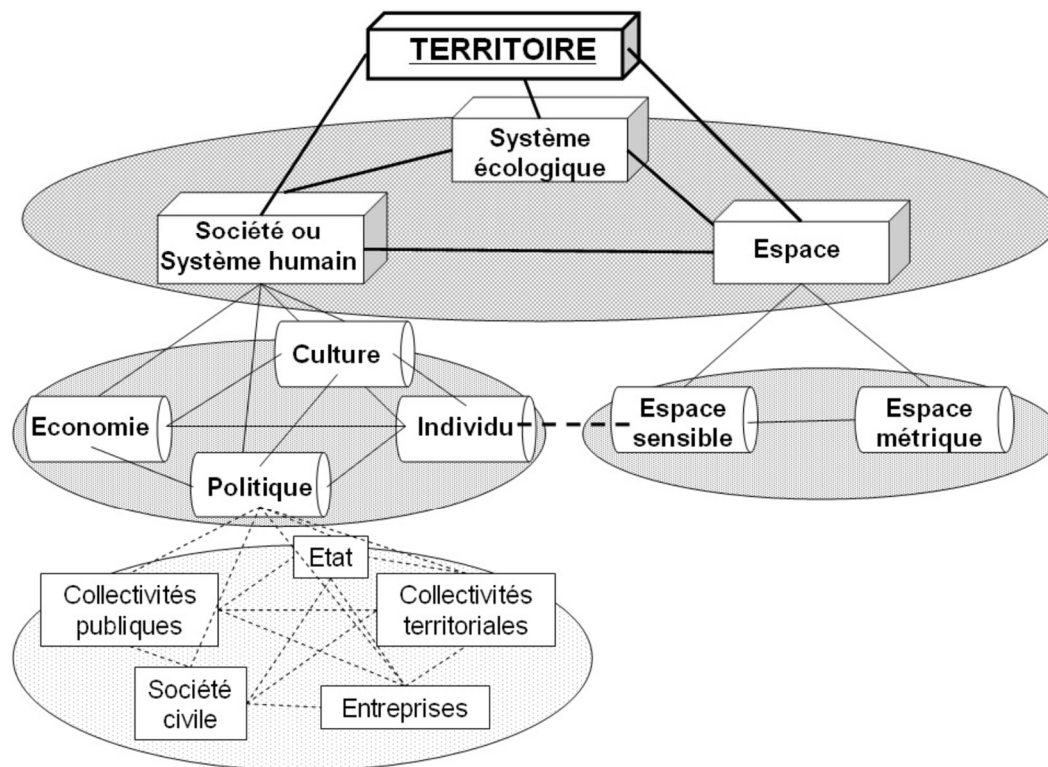 TERRITOIRE
Système
écologique
Société ou
Système humain
Espace
Culture
Economie
Individu
Politique
Espace
sensible
Espace
métrique
Etat
Collectivités
publiques
Collectivités
territoriales
Société
civile
Entreprises